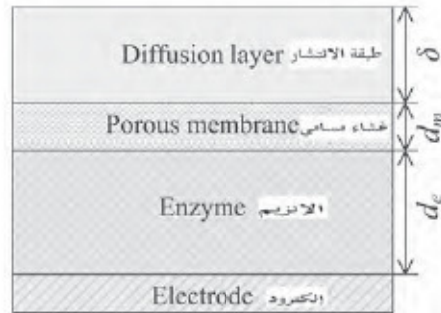 Diffusion layer طبقة الانتشار
δ
Porous membrane غشاء مسامي
d_m
Enzyme الانزيم
d_e
Electrode الكترود